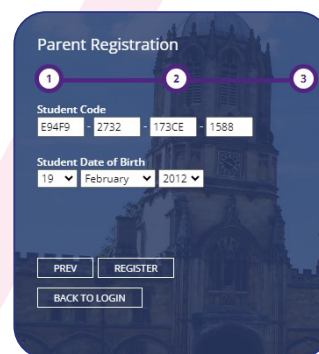 Parent Registration
1 2 3
Student Code
E94F9 - 2732 - 173CE - 1588
Student Date of Birth
19 February 2012
PREV REGISTER
BACK TO LOGIN